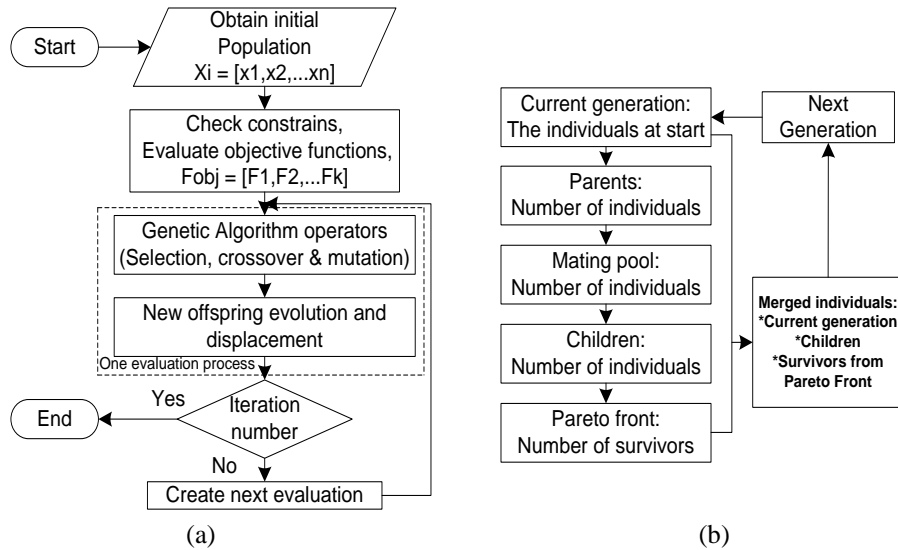 Start
Obtain initial
Population
Xi = [x1,x2,...xn]
Check constrains,
Evaluate objective functions,
Fobj = [F1,F2,...Fk]
Genetic Algorithm operators
(Selection, crossover & mutation)
New offspring evolution and
displacement
One evaluation process
Yes
End
Iteration
number
No
Create next evaluation
(a)
Current generation:
The individuals at start
Next
Generation
Parents:
Number of individuals
Mating pool:
Number of individuals
Children:
Number of individuals
Pareto front:
Number of survivors
Merged individuals:
*Current generation
*Children
*Survivors from
Pareto Front
(b)